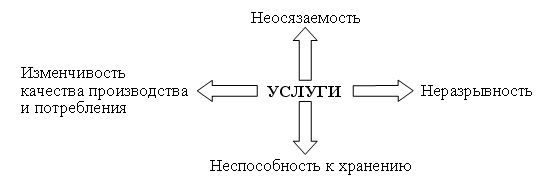 Неосязаемость
Изменчивость
качества производства
и потребления
УСЛУГИ
Неразрывность
Неспособность к хранению